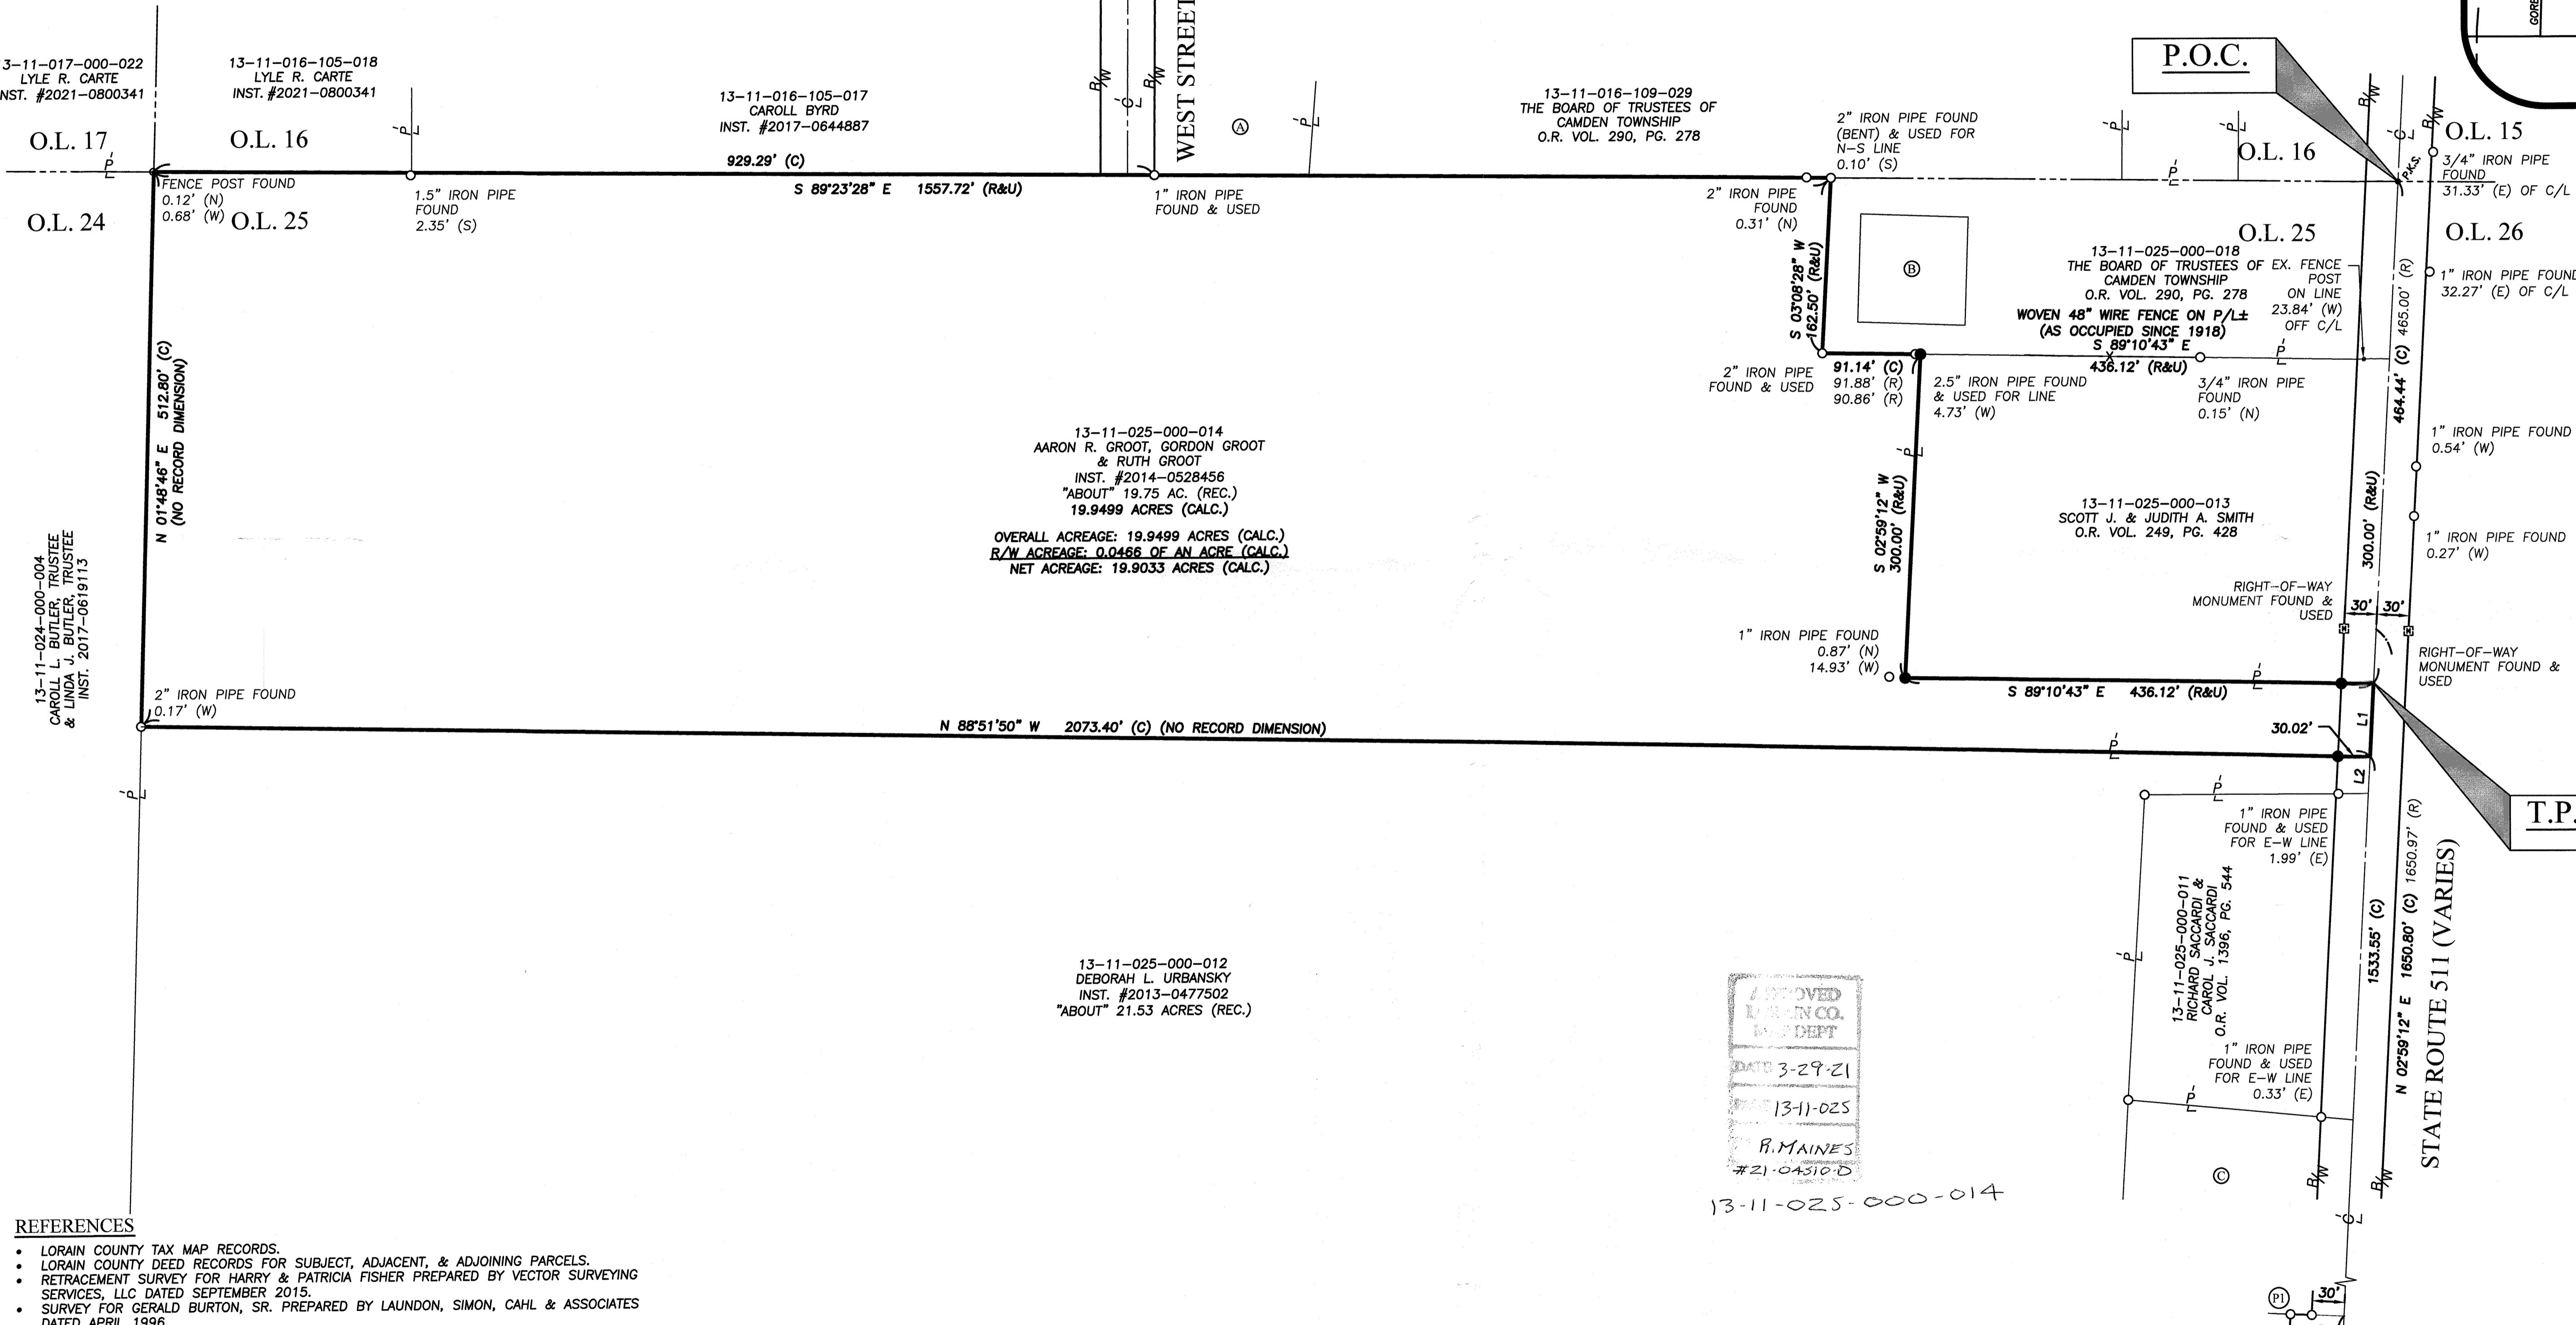 13-11-017-000-022
LYLE R. CARTE
INST. #2021-0800341
O.L. 17
13-11-016-105-018
LYLE R. CARTE
INST. #2021-0800341
O.L. 16
13-11-016-105-017
CAROLL BYRD
INST. #2017-0644887
929.29' (C)
R/W
C/L
R/W
WEST STREET
A
13-11-016-109-029
THE BOARD OF TRUSTEES OF
CAMDEN TOWNSHIP
O.R. VOL. 290, PG. 278
2" IRON PIPE FOUND
(BENT) & USED FOR
N-S LINE
0.10' (S)
P.O.C.
R/W
C/L
R/W
P.K.S.
O.L. 16
O.L. 15
3/4" IRON PIPE
FOUND
31.33' (E) OF C/L
FENCE POST FOUND
0.12' (N)
0.68' (W)
O.L. 24
O.L. 25
1.5" IRON PIPE
FOUND
2.35' (S)
S 89°23'28" E 1557.72' (R&U)
1" IRON PIPE
FOUND & USED
2" IRON PIPE
FOUND
0.31' (N)
S 03°08'28" W
162.50' (R&U)
B
O.L. 25
O.L. 26
13-11-025-000-018
THE BOARD OF TRUSTEES OF
CAMDEN TOWNSHIP
O.R. VOL. 290, PG. 278
EX. FENCE
POST
ON LINE
23.84' (W)
OFF C/L
WOVEN 48" WIRE FENCE ON P/L±
(AS OCCUPIED SINCE 1918)
S 89°10'43" E
436.12' (R&U)
464.44' (C) 465.00' (R)
1" IRON PIPE FOUND
32.27' (E) OF C/L
2" IRON PIPE
FOUND & USED
91.14' (C)
91.88' (R)
90.86' (R)
2.5" IRON PIPE FOUND
& USED FOR LINE
4.73' (W)
3/4" IRON PIPE
FOUND
0.15' (N)
N 01°48'46" E 512.80' (C)
(NO RECORD DIMENSION)
13-11-025-000-014
AARON R. GROOT, GORDON GROOT
& RUTH GROOT
INST. #2014-0528456
"ABOUT" 19.75 AC. (REC.)
19.9499 ACRES (CALC.)
OVERALL ACREAGE: 19.9499 ACRES (CALC.)
R/W ACREAGE: 0.0466 OF AN ACRE (CALC.)
NET ACREAGE: 19.9033 ACRES (CALC.)
S 02°59'12" W
300.00' (R&U)
13-11-025-000-013
SCOTT J. & JUDITH A. SMITH
O.R. VOL. 249, PG. 428
300.00' (R&U)
1" IRON PIPE FOUND
0.54' (W)
1" IRON PIPE FOUND
0.27' (W)
RIGHT-OF-WAY
MONUMENT FOUND &
USED
30' 30'
RIGHT-OF-WAY
MONUMENT FOUND &
USED
13-11-024-000-004
CAROLL L. BUTLER, TRUSTEE
& LINDA J. BUTLER, TRUSTEE
INST. 2017-0619113
1" IRON PIPE FOUND
0.87' (N)
14.93' (W)
S 89°10'43" E 436.12' (R&U)
2" IRON PIPE FOUND
0.17' (W)
N 88°51'50" W 2073.40' (C) (NO RECORD DIMENSION)
30.02'
L1
L2
T.P.
1" IRON PIPE
FOUND & USED
FOR E-W LINE
1.99' (E)
13-11-025-000-011
RICHARD SACCARDI &
CAROL J. SACCARDI
O.R. VOL. 1396, PG. 544
1533.55' (C)
N 02°59'12" E 1650.80' (C) 1650.97' (R)
STATE ROUTE 511 (VARIES)
13-11-025-000-012
DEBORAH L. URBANSKY
INST. #2013-0477502
"ABOUT" 21.53 ACRES (REC.)
APPROVED
LORAIN CO.
MAP DEPT
DATE 3-29-21
13-11-025
R. MAINES
#21-04510-D
13-11-025-000-014
1" IRON PIPE
FOUND & USED
FOR E-W LINE
0.33' (E)
C
R/W
R/W
C/L
P1
30'
REFERENCES
• LORAIN COUNTY TAX MAP RECORDS.
• LORAIN COUNTY DEED RECORDS FOR SUBJECT, ADJACENT, & ADJOINING PARCELS.
• RETRACEMENT SURVEY FOR HARRY & PATRICIA FISHER PREPARED BY VECTOR SURVEYING
SERVICES, LLC DATED SEPTEMBER 2015.
• SURVEY FOR GERALD BURTON, SR. PREPARED BY LAUNDON, SIMON, CAHL & ASSOCIATES
DATED APRIL 1996.